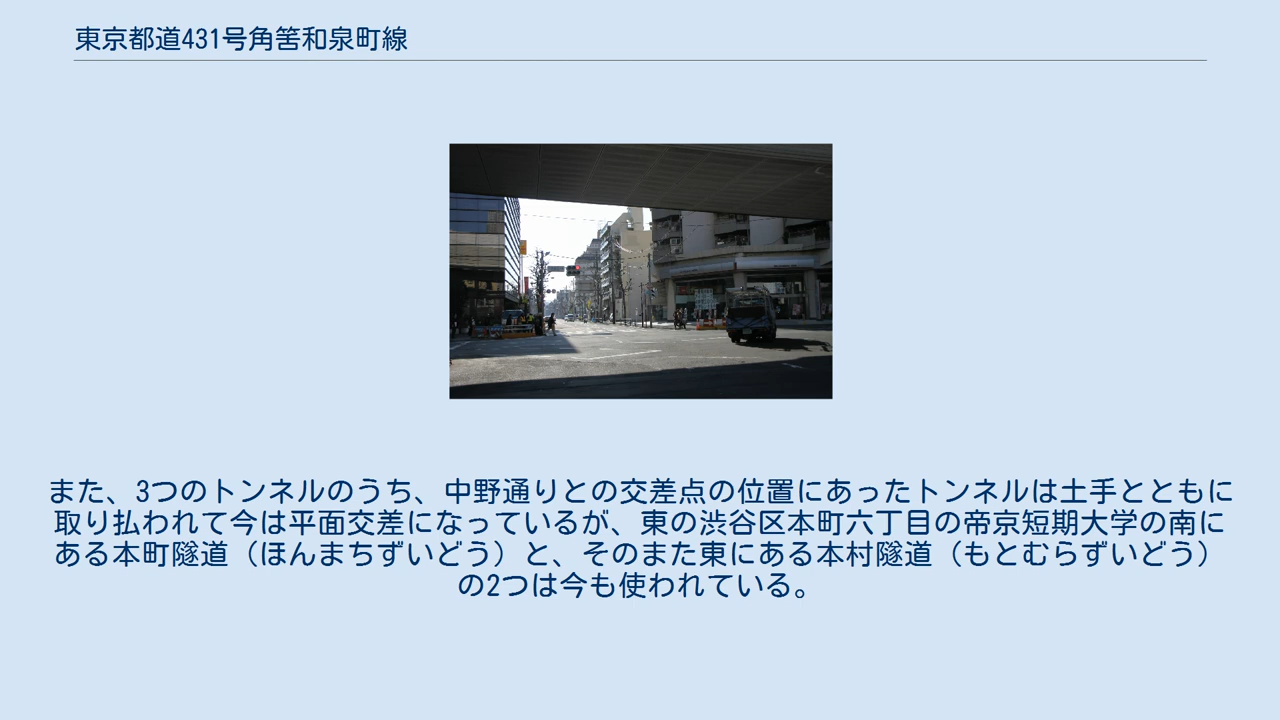 東京都道431号角筈和泉町線
また、3つのトンネルのうち、中野通りとの交差点の位置にあったトンネルは土手とともに
取り払われて今は平面交差になっているが、東の渋谷区本町六丁目の帝京短期大学の南に
ある本町隧道（ほんまちずいどう）と、そのまた東にある本村隧道（もとむらずいどう）
の2つは今も使われている。